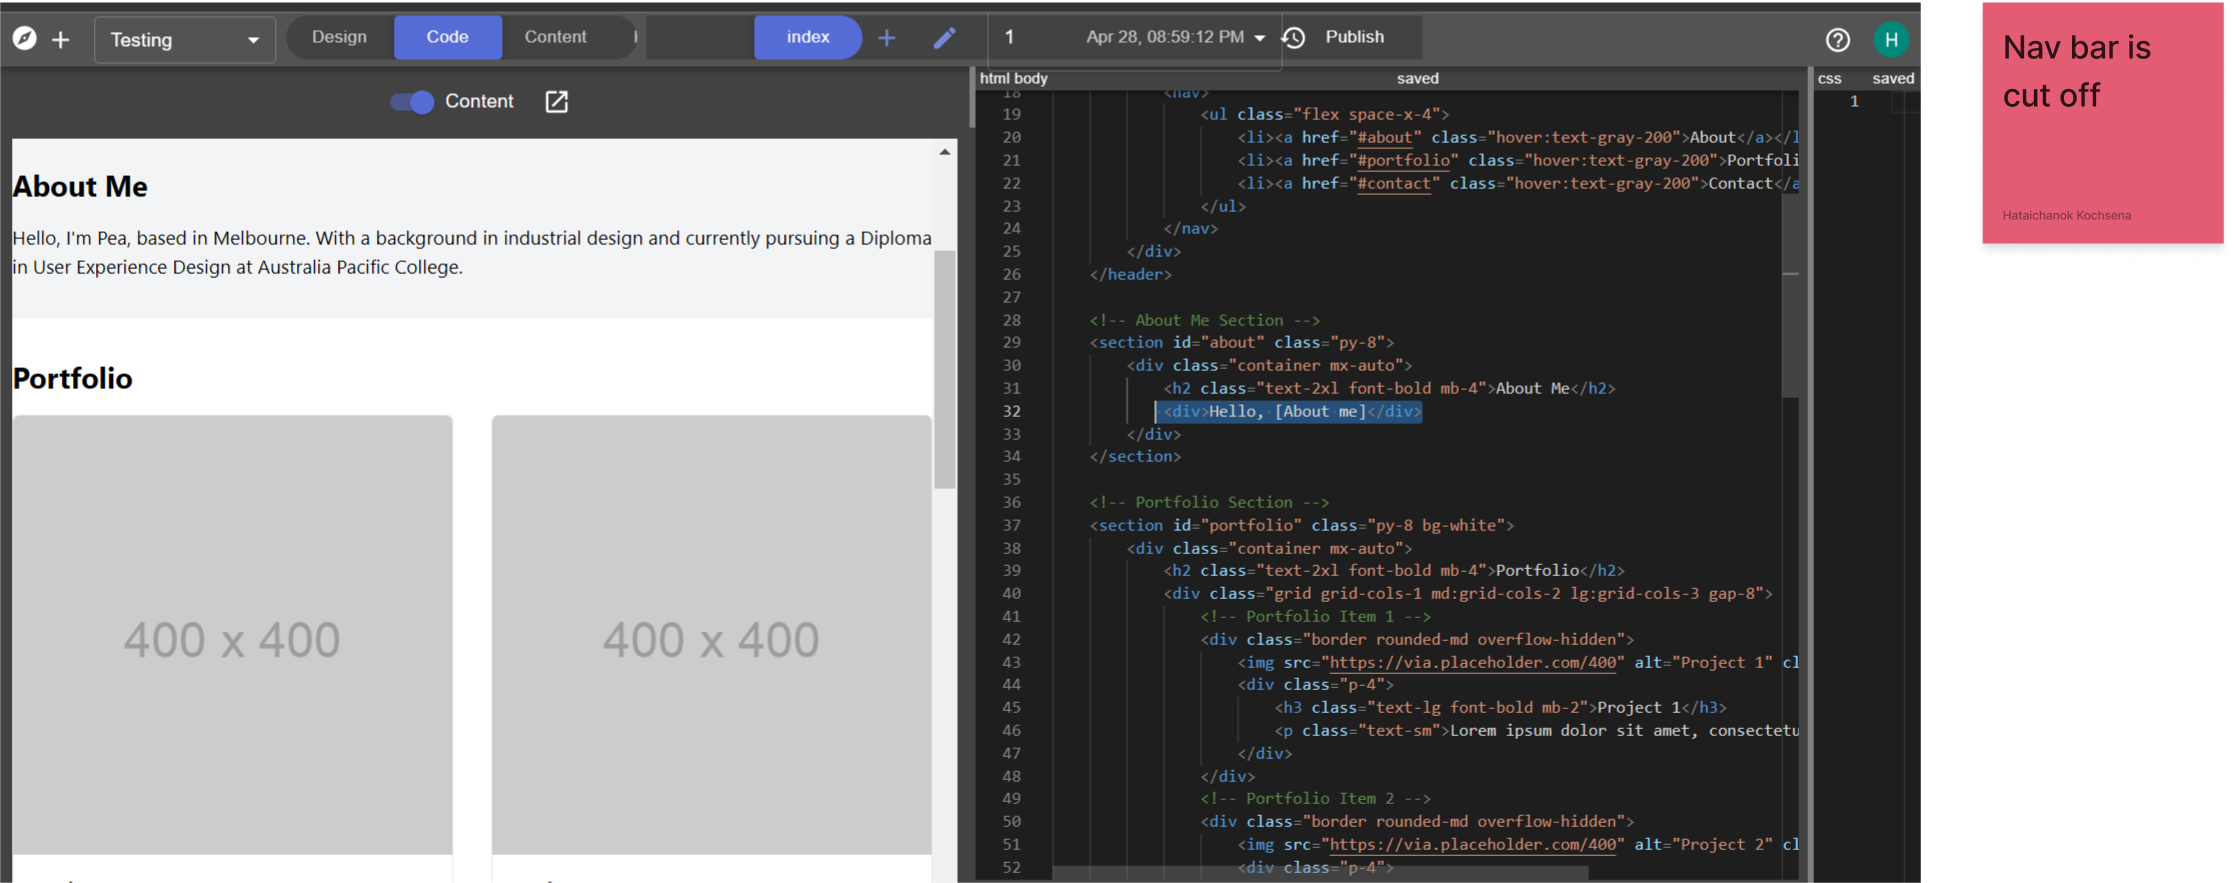 Testing
Design
Code
Content
index
1
Apr 28, 08:59:12 PM
Publish
H
Content
About Me
Hello, I'm Pea, based in Melbourne. With a background in industrial design and currently pursuing a Diploma
in User Experience Design at Australia Pacific College.
Portfolio
400 x 400
400 x 400
html body
saved
18 <nav>
19 <ul class="flex space-x-4">
20 <li><a href="#about" class="hover:text-gray-200">About</a></l
21 <li><a href="#portfolio" class="hover:text-gray-200">Portfoli
22 <li><a href="#contact" class="hover:text-gray-200">Contact</a
23 </ul>
24 </nav>
25 </div>
26 </header>
27
28 <!-- About Me Section -->
29 <section id="about" class="py-8">
30 <div class="container mx-auto">
31 <h2 class="text-2xl font-bold mb-4">About Me</h2>
32 <div>Hello, [About me]</div>
33 </div>
34 </section>
35
36 <!-- Portfolio Section -->
37 <section id="portfolio" class="py-8 bg-white">
38 <div class="container mx-auto">
39 <h2 class="text-2xl font-bold mb-4">Portfolio</h2>
40 <div class="grid grid-cols-1 md:grid-cols-2 lg:grid-cols-3 gap-8">
41 <!-- Portfolio Item 1 -->
42 <div class="border rounded-md overflow-hidden">
43 <img src="https://via.placeholder.com/400" alt="Project 1" cl
44 <div class="p-4">
45 <h3 class="text-lg font-bold mb-2">Project 1</h3>
46 <p class="text-sm">Lorem ipsum dolor sit amet, consectetu
47 </div>
48 </div>
49 <!-- Portfolio Item 2 -->
50 <div class="border rounded-md overflow-hidden">
51 <img src="https://via.placeholder.com/400" alt="Project 2" cl
52 <div class="p-4">
css
saved
1
Nav bar is
cut off
Hataichanok Kochsena